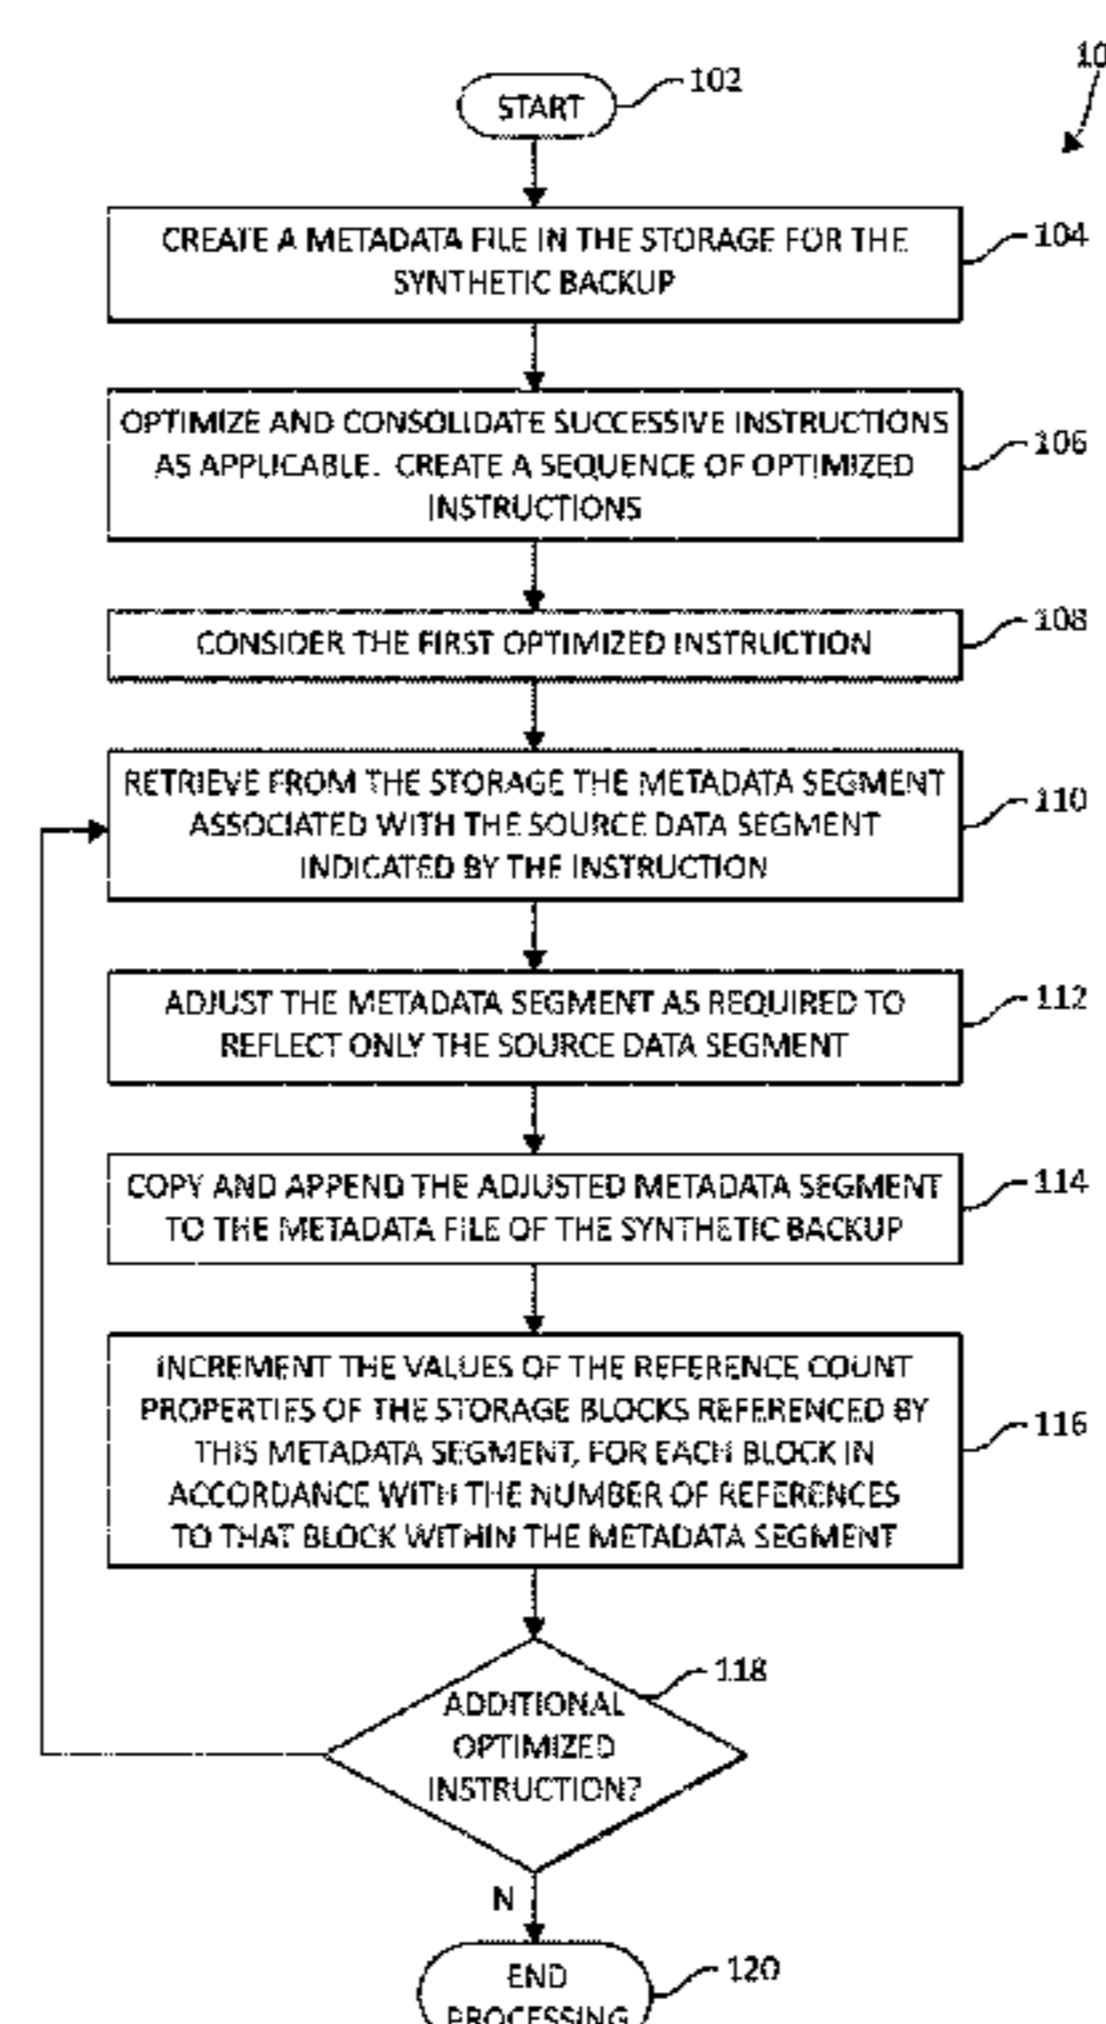 10
START
102
CREATE A METADATA FILE IN THE STORAGE FOR THE
SYNTHETIC BACKUP
104
OPTIMIZE AND CONSOLIDATE SUCCESSIVE INSTRUCTIONS
AS APPLICABLE. CREATE A SEQUENCE OF OPTIMIZED
INSTRUCTIONS
106
CONSIDER THE FIRST OPTIMIZED INSTRUCTION
108
RETRIEVE FROM THE STORAGE THE METADATA SEGMENT
ASSOCIATED WITH THE SOURCE DATA SEGMENT
INDICATED BY THE INSTRUCTION
110
ADJUST THE METADATA SEGMENT AS REQUIRED TO
REFLECT ONLY THE SOURCE DATA SEGMENT
112
COPY AND APPEND THE ADJUSTED METADATA SEGMENT
TO THE METADATA FILE OF THE SYNTHETIC BACKUP
114
INCREMENT THE VALUES OF THE REFERENCE COUNT
PROPERTIES OF THE STORAGE BLOCKS REFERENCED BY
THIS METADATA SEGMENT, FOR EACH BLOCK IN
ACCORDANCE WITH THE NUMBER OF REFERENCES
TO THAT BLOCK WITHIN THE METADATA SEGMENT
116
ADDITIONAL
OPTIMIZED
INSTRUCTION?
118
N
END
PROCESSING
120